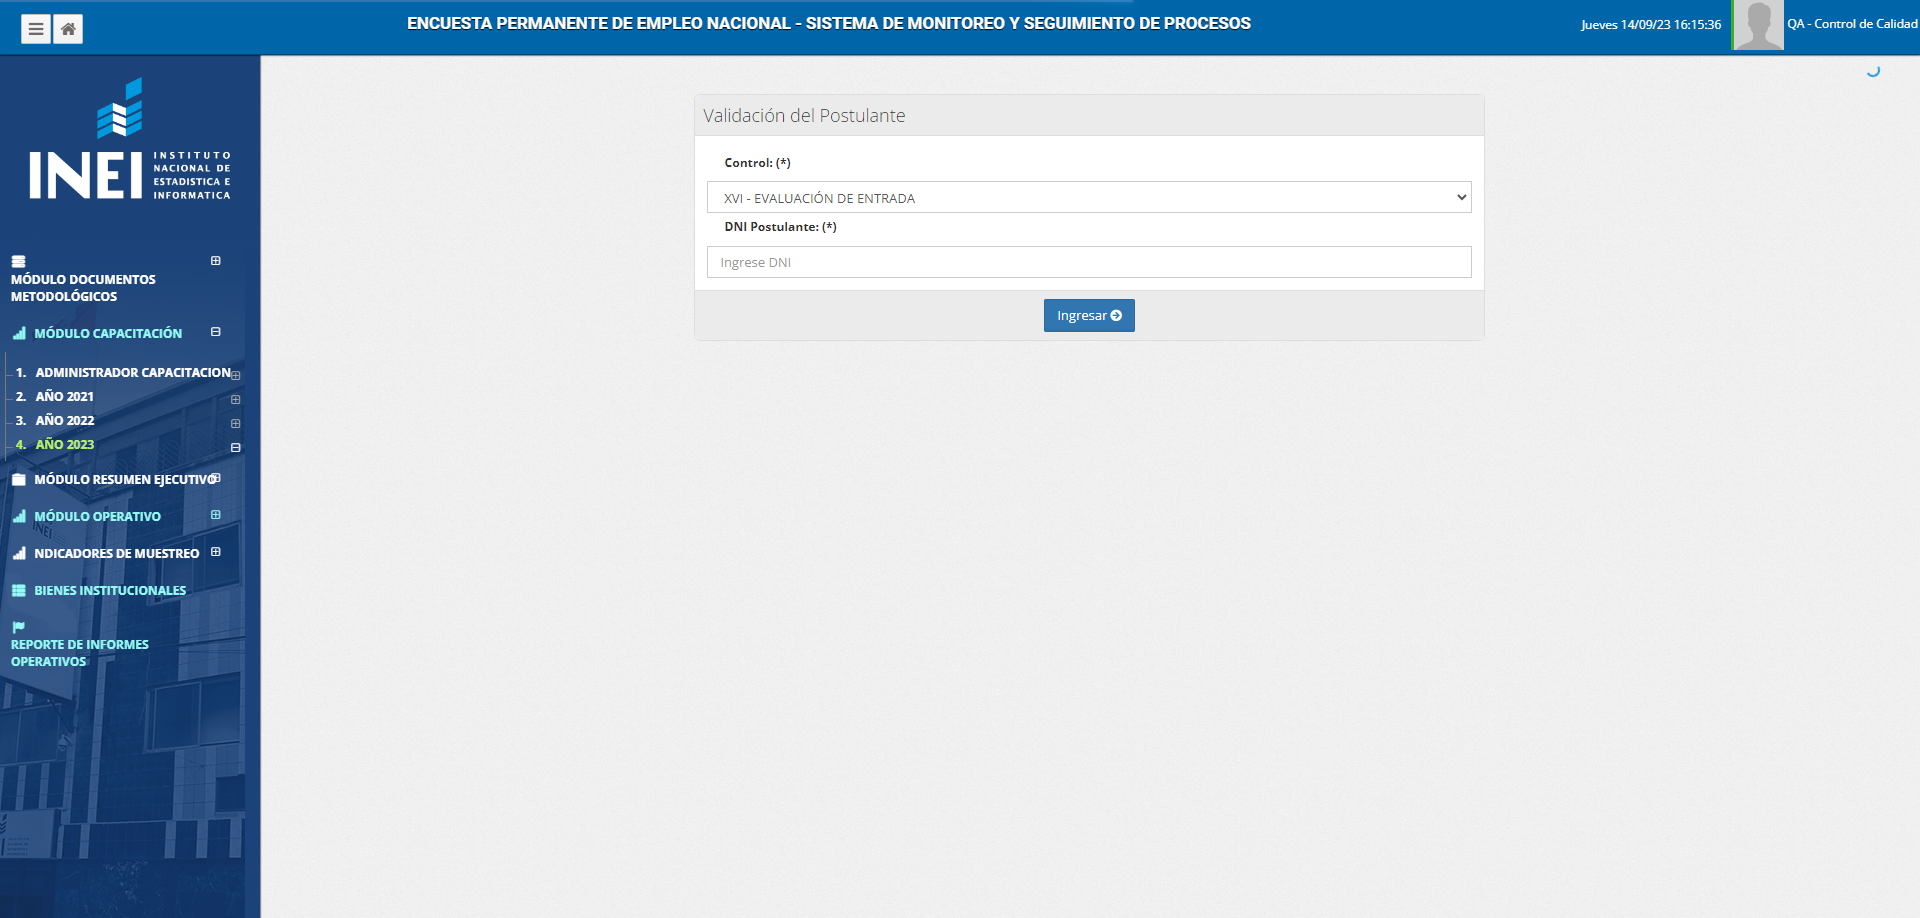 ENCUESTA PERMANENTE DE EMPLEO NACIONAL - SISTEMA DE MONITOREO Y SEGUIMIENTO DE PROCESOS
Jueves 14/09/23 16:15:36
QA - Control de Calidad
INEI
INSTITUTO
NACIONAL DE
ESTADISTICA E
INFORMATICA
MÓDULO DOCUMENTOS
METODOLÓGICOS
MÓDULO CAPACITACIÓN
1. ADMINISTRADOR CAPACITACION
2. AÑO 2021
3. AÑO 2022
4. AÑO 2023
MÓDULO RESUMEN EJECUTIVO
MÓDULO OPERATIVO
NDICADORES DE MUESTREO
BIENES INSTITUCIONALES
REPORTE DE INFORMES
OPERATIVOS
Validación del Postulante
Control: (*)
XVI - EVALUACIÓN DE ENTRADA
DNI Postulante: (*)
Ingrese DNI
Ingresar